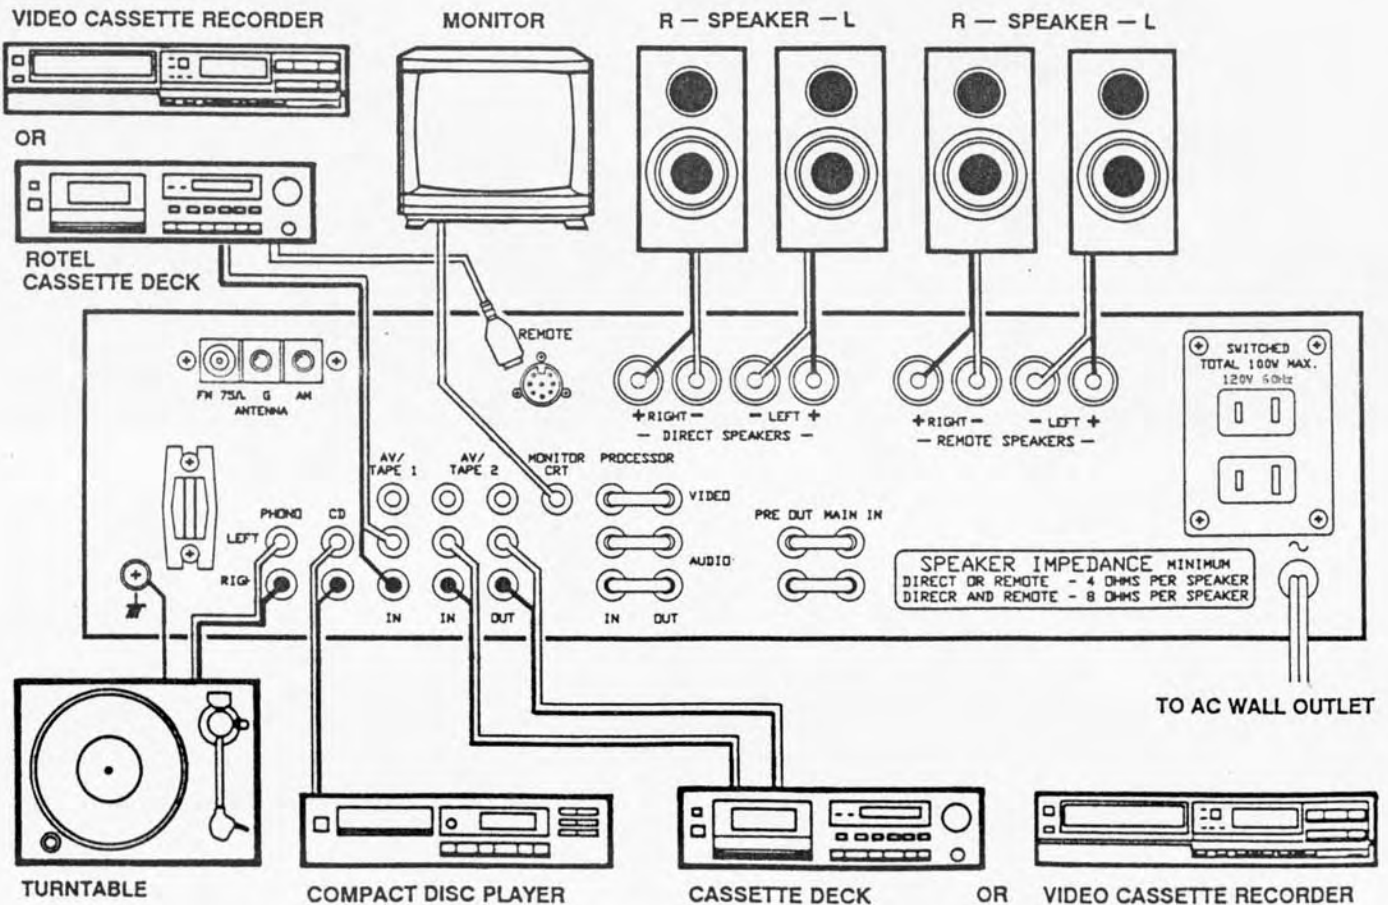 VIDEO CASSETTE RECORDER
MONITOR
R — SPEAKER — L
R — SPEAKER — L
OR
ROTEL
CASSETTE DECK
REMOTE
FM 75Ω G AM
ANTENNA
+ RIGHT - - LEFT +
— DIRECT SPEAKERS —
+ RIGHT - - LEFT +
— REMOTE SPEAKERS —
SWITCHED
TOTAL 100W MAX.
120V 60Hz
AV/
TAPE 1
AV/
TAPE 2
MONITOR
CRT
PROCESSOR
VIDEO
PHONO CD
LEFT
RIG
AUDIO
IN IN OUT IN OUT
PRE OUT MAIN IN
SPEAKER IMPEDANCE MINIMUM
DIRECT OR REMOTE - 4 OHMS PER SPEAKER
DIRECR AND REMOTE - 8 OHMS PER SPEAKER
~
TO AC WALL OUTLET
TURNTABLE
COMPACT DISC PLAYER
CASSETTE DECK
OR
VIDEO CASSETTE RECORDER